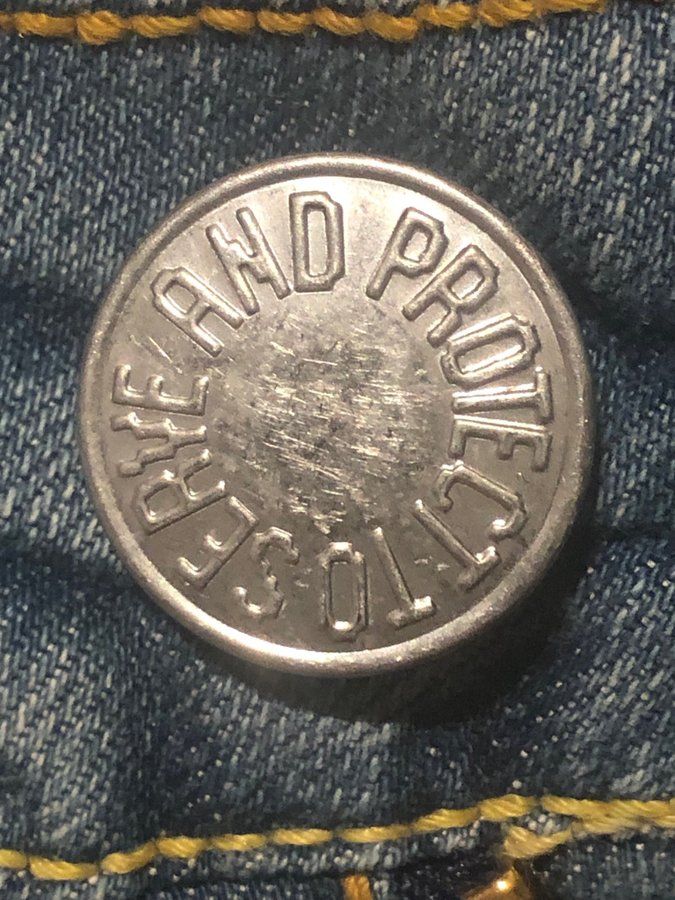 TO SERVE AND PROTECT